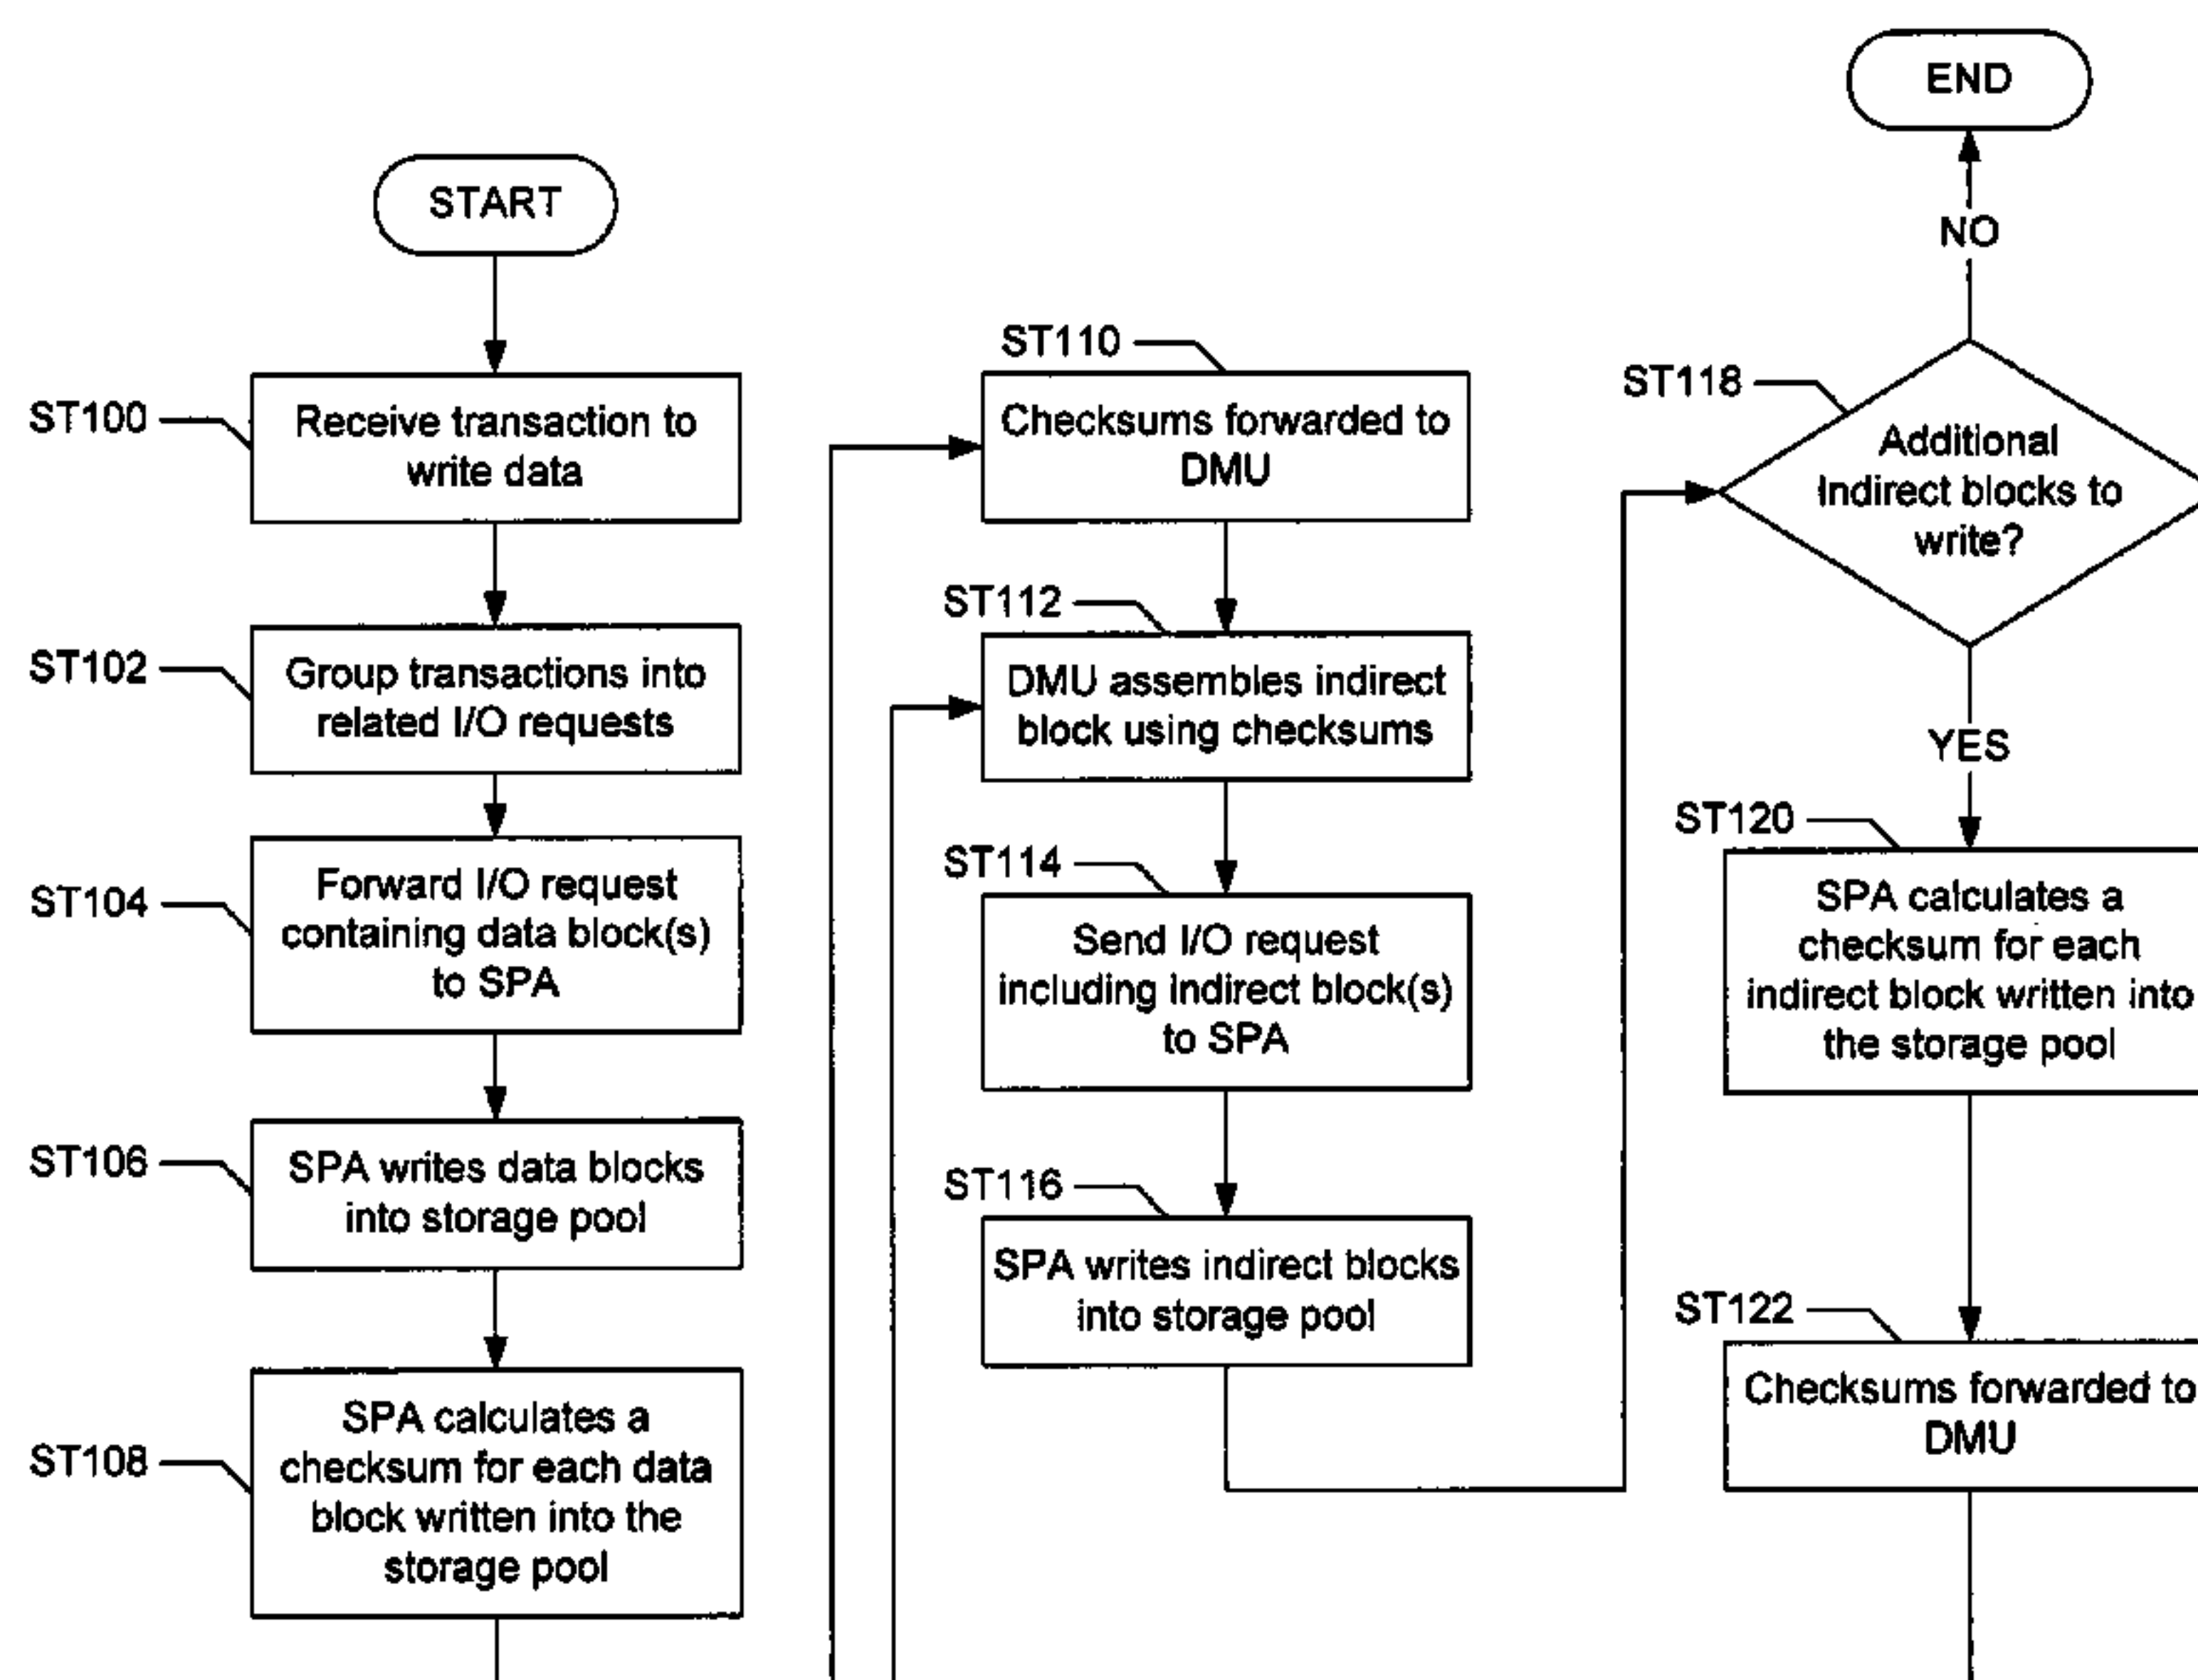 START
ST100
Receive transaction to
write data
ST102
Group transactions into
related I/O requests
ST104
Forward I/O request
containing data block(s)
to SPA
ST106
SPA writes data blocks
into storage pool
ST108
SPA calculates a
checksum for each data
block written into the
storage pool
ST110
Checksums forwarded to
DMU
ST112
DMU assembles indirect
block using checksums
ST114
Send I/O request
including indirect block(s)
to SPA
ST116
SPA writes indirect blocks
into storage pool
END
NO
ST118
Additional
Indirect blocks to
write?
YES
ST120
SPA calculates a
checksum for each
indirect block written into
the storage pool
ST122
Checksums forwarded to
DMU